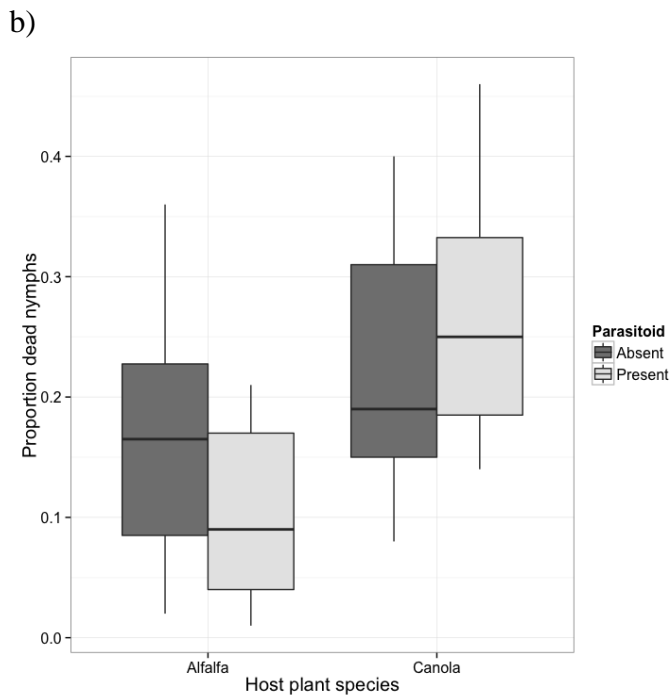 b)
Proportion dead nymphs
0.4
0.3
0.2
0.1
0.0
Alfalfa
Canola
Host plant species
Parasitoid
Absent
Present